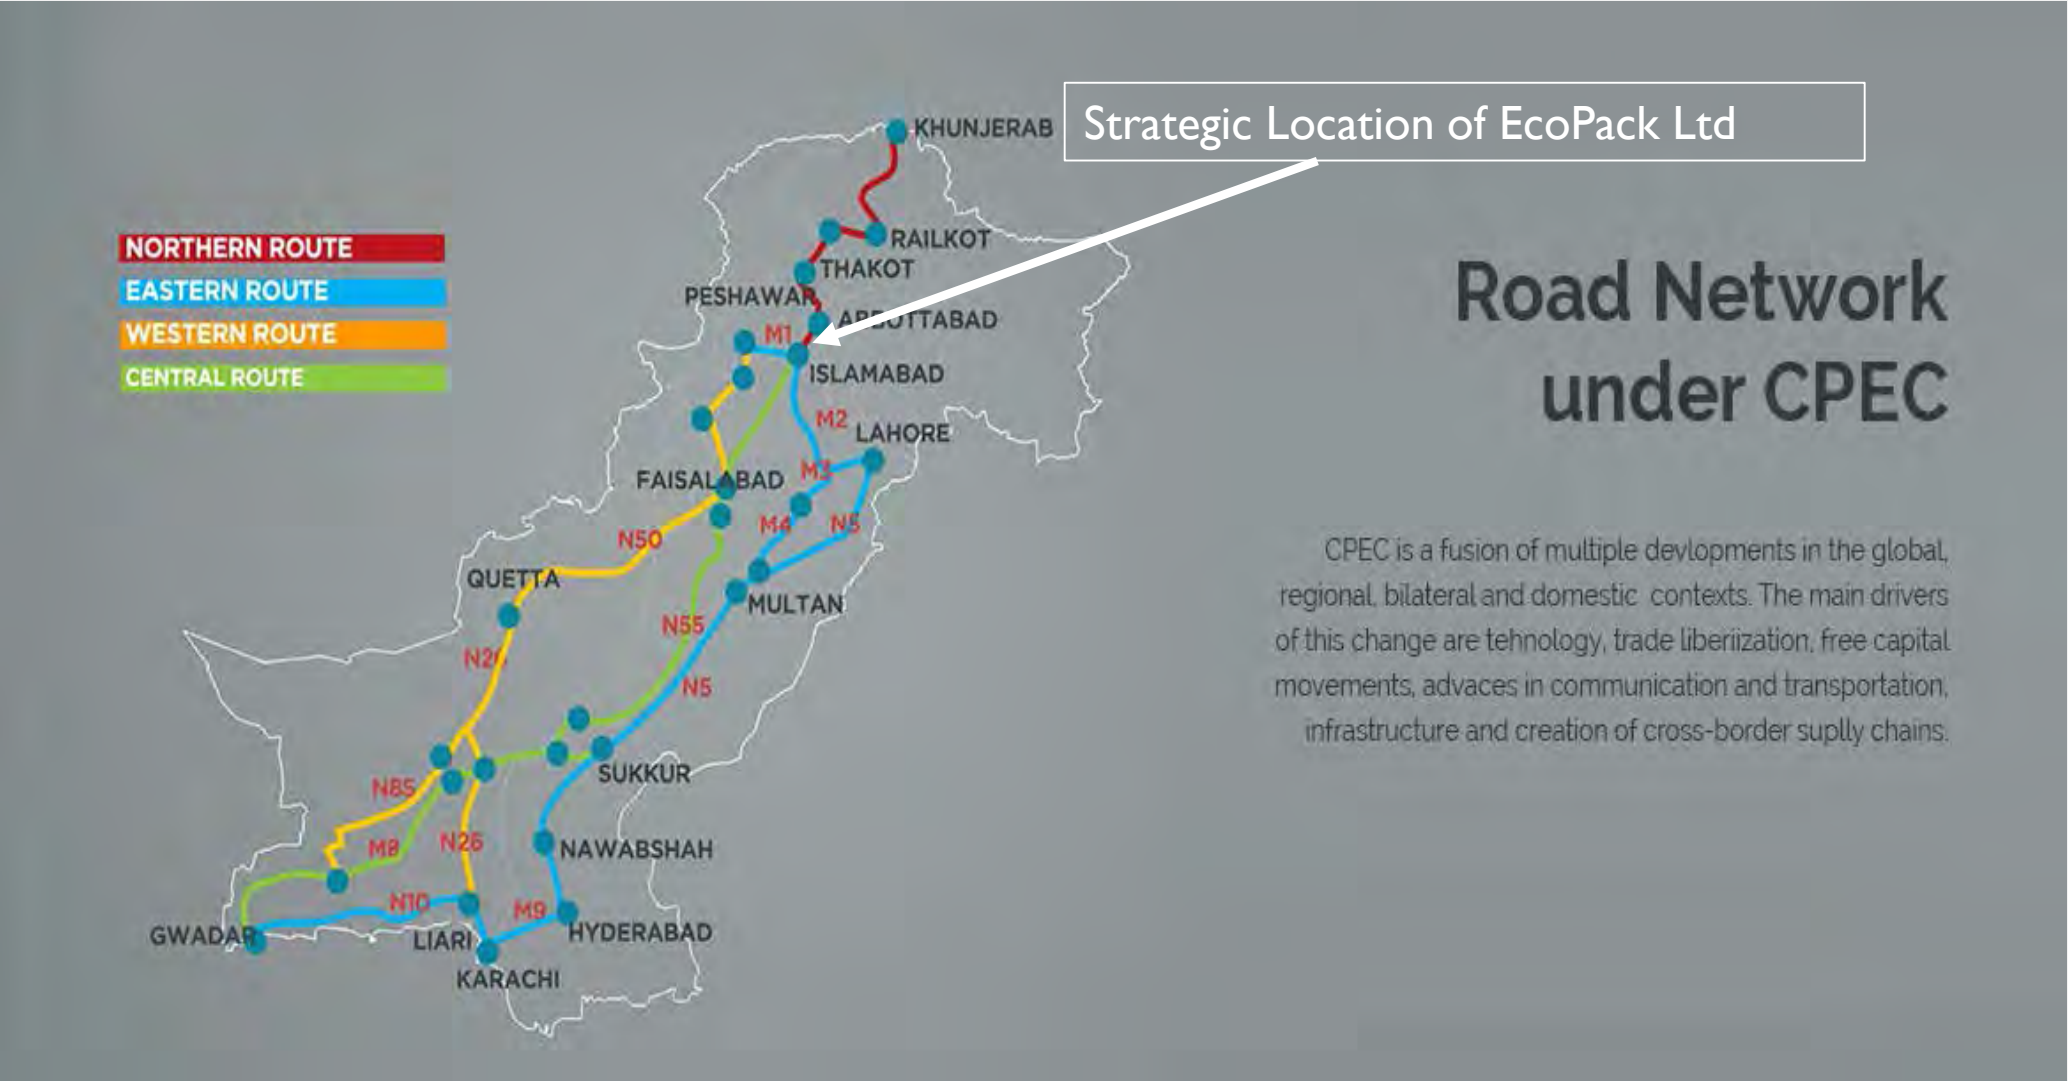 Strategic Location of EcoPack Ltd
KHUNJERAB
NORTHERN ROUTE
EASTERN ROUTE
WESTERN ROUTE
CENTRAL ROUTE
RAILKOT
THAKOT
PESHAWAR
ABBOTTABAD
M1
ISLAMABAD
M2
LAHORE
M3
FAISALABAD
M4
N5
N50
QUETTA
MULTAN
N55
N20
N5
SUKKUR
N85
N26
M8
NAWABSHAH
N10
M9
GWADAR
LIARI
HYDERABAD
KARACHI
Road Network
under CPEC
CPEC is a fusion of multiple devlopments in the global,
regional, bilateral and domestic contexts. The main drivers
of this change are tehnology, trade liberiization, free capital
movements, advaces in communication and transportation,
infrastructure and creation of cross-border suplly chains.